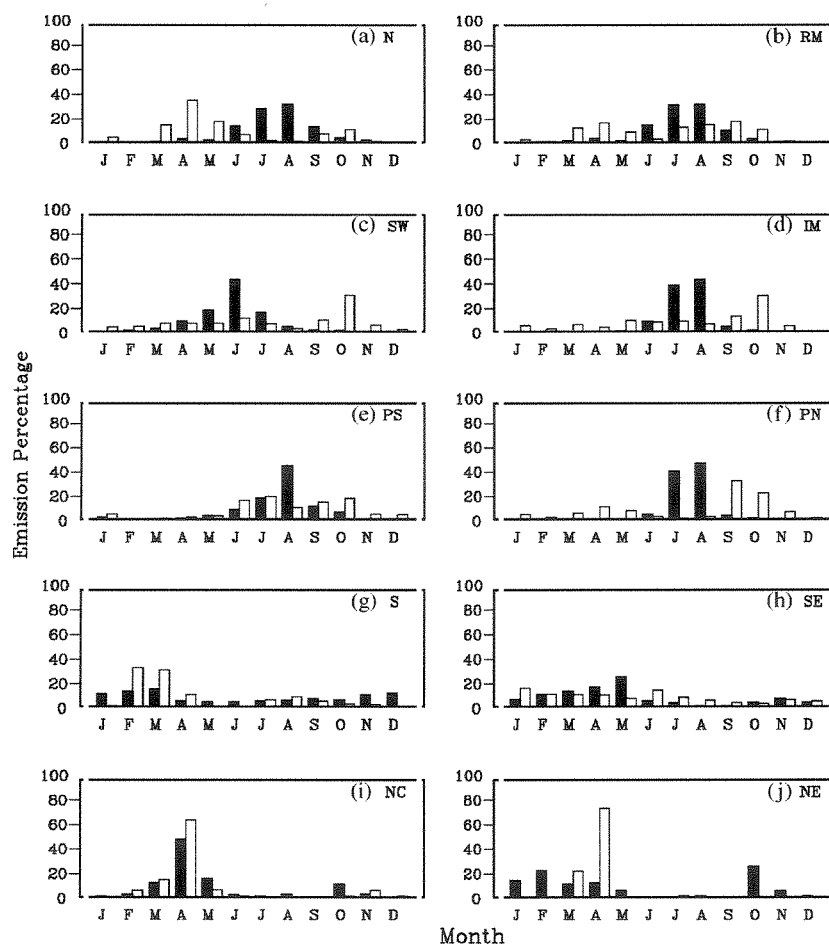 (a) N
100
80
60
40
20
0
J F M A M J J A S O N D
(b) RM
100
80
60
40
20
0
J F M A M J J A S O N D
(c) SW
100
80
60
40
20
0
J F M A M J J A S O N D
(d) IM
100
80
60
40
20
0
J F M A M J J A S O N D
(e) PS
100
80
60
40
20
0
J F M A M J J A S O N D
(f) PN
100
80
60
40
20
0
J F M A M J J A S O N D
(g) S
100
80
60
40
20
0
J F M A M J J A S O N D
(h) SE
100
80
60
40
20
0
J F M A M J J A S O N D
(i) NC
100
80
60
40
20
0
J F M A M J J A S O N D
(j) NE
100
80
60
40
20
0
J F M A M J J A S O N D
Emission Percentage
Month